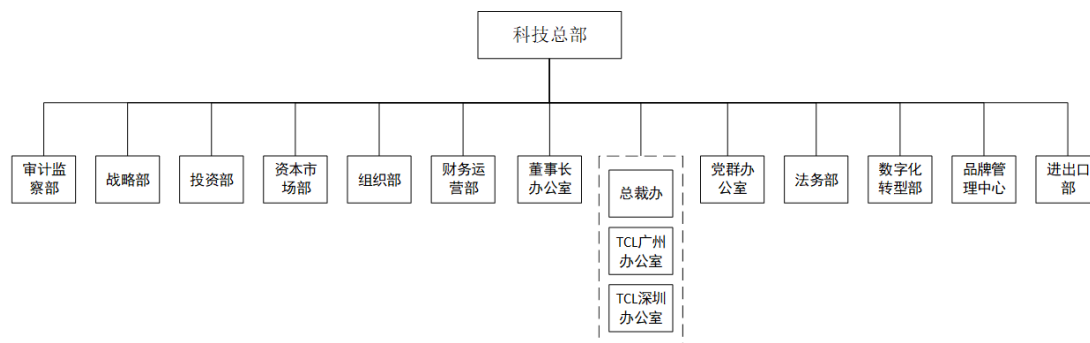 科技总部
审计监
察部
战略部
投资部
资本市
场部
组织部
财务运
营部
董事长
办公室
总裁办
TCL广州
办公室
TCL深圳
办公室
党群办
公室
法务部
数字化
转型部
品牌管
理中心
进出口
部